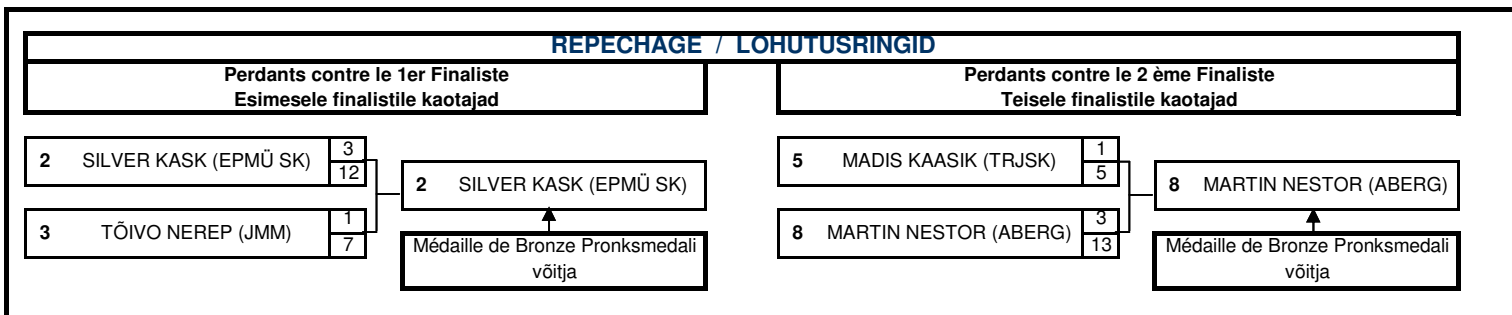 REPECHAGE / LOHUTUSRINGID
Perdants contre le 1er Finaliste
Esimesele finalistile kaotajad
Perdants contre le 2 ème Finaliste
Teisele finalistile kaotajad
2 SILVER KASK (EPMÜ SK) 3
12
2 SILVER KASK (EPMÜ SK)
3 TÕIVO NEREP (JMM) 1
7
Médaille de Bronze Pronksmedali
võitja
5 MADIS KAASIK (TRJSK) 1
5
8 MARTIN NESTOR (ABERG)
8 MARTIN NESTOR (ABERG) 3
13
Médaille de Bronze Pronksmedali
võitja